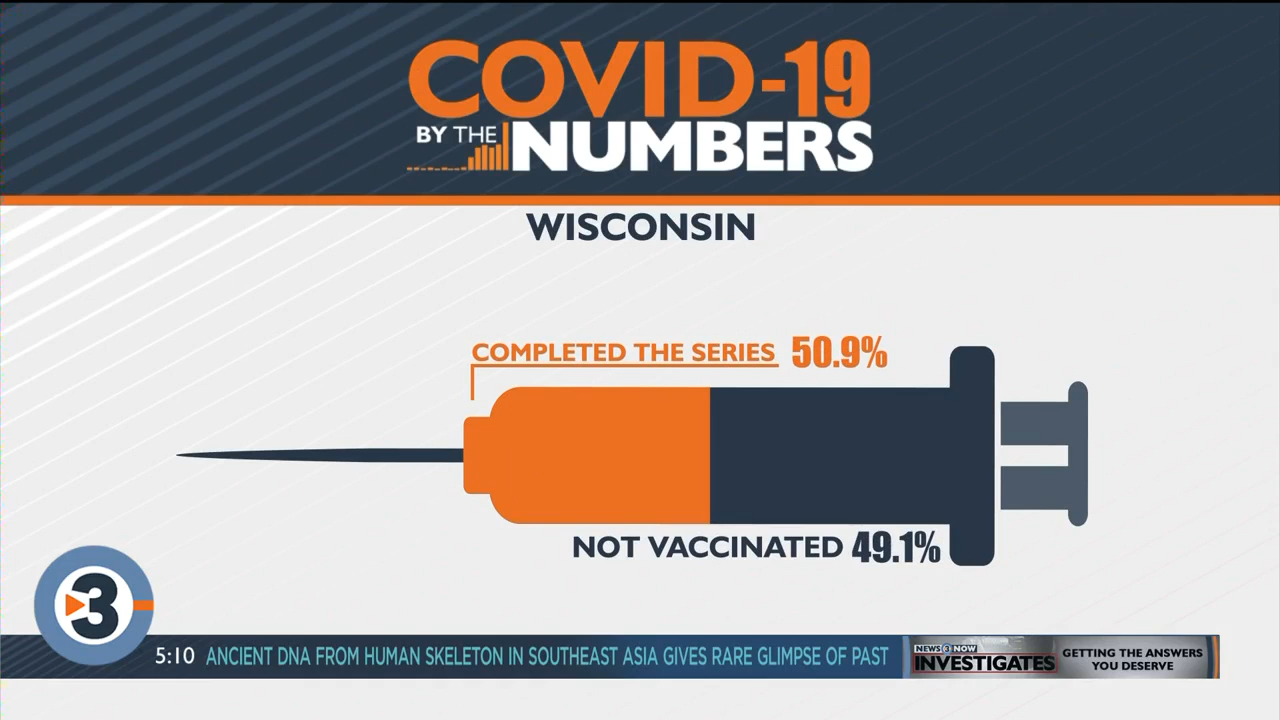 COVID-19
BY THE NUMBERS
WISCONSIN
COMPLETED THE SERIES 50.9%
NOT VACCINATED 49.1%
3
5:10 ANCIENT DNA FROM HUMAN SKELETON IN SOUTHEAST ASIA GIVES RARE GLIMPSE OF PAST
NEWS 3 NOW
INVESTIGATES
GETTING THE ANSWERS
YOU DESERVE